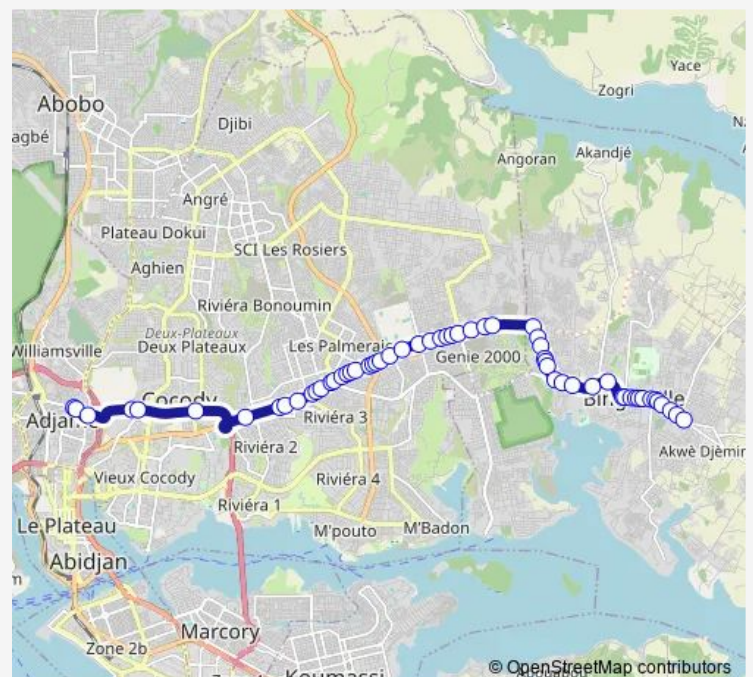 Yace
Zogri
Abobo
agbé
Djibi
Angoran
Akandjé
Angré
Plateau Dokui
SCI Les Rosiers
Aghien
Riviéra Bonoumin
Deux-Plateaux
Deux Plateaux
Les Palmerais
Williamsville
Genie 2000
Cocody
Riviéra 3
Riviéra 2
Akwè Djèmir
Vieux Cocody
Riviéra 4
Riviéra 1
Le Plateau
M'pouto
M'Badon
Abidjan
Marcory
Zone 2b
© OpenStreetMap contributors